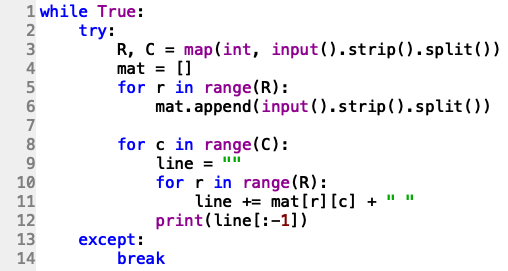 1 while True:
2     try:
3         R, C = map(int, input().strip().split())
4         mat = []
5         for r in range(R):
6             mat.append(input().strip().split())
7
8         for c in range(C):
9             line = ""
10             for r in range(R):
11                 line += mat[r][c] + " "
12             print(line[:-1])
13     except:
14         break